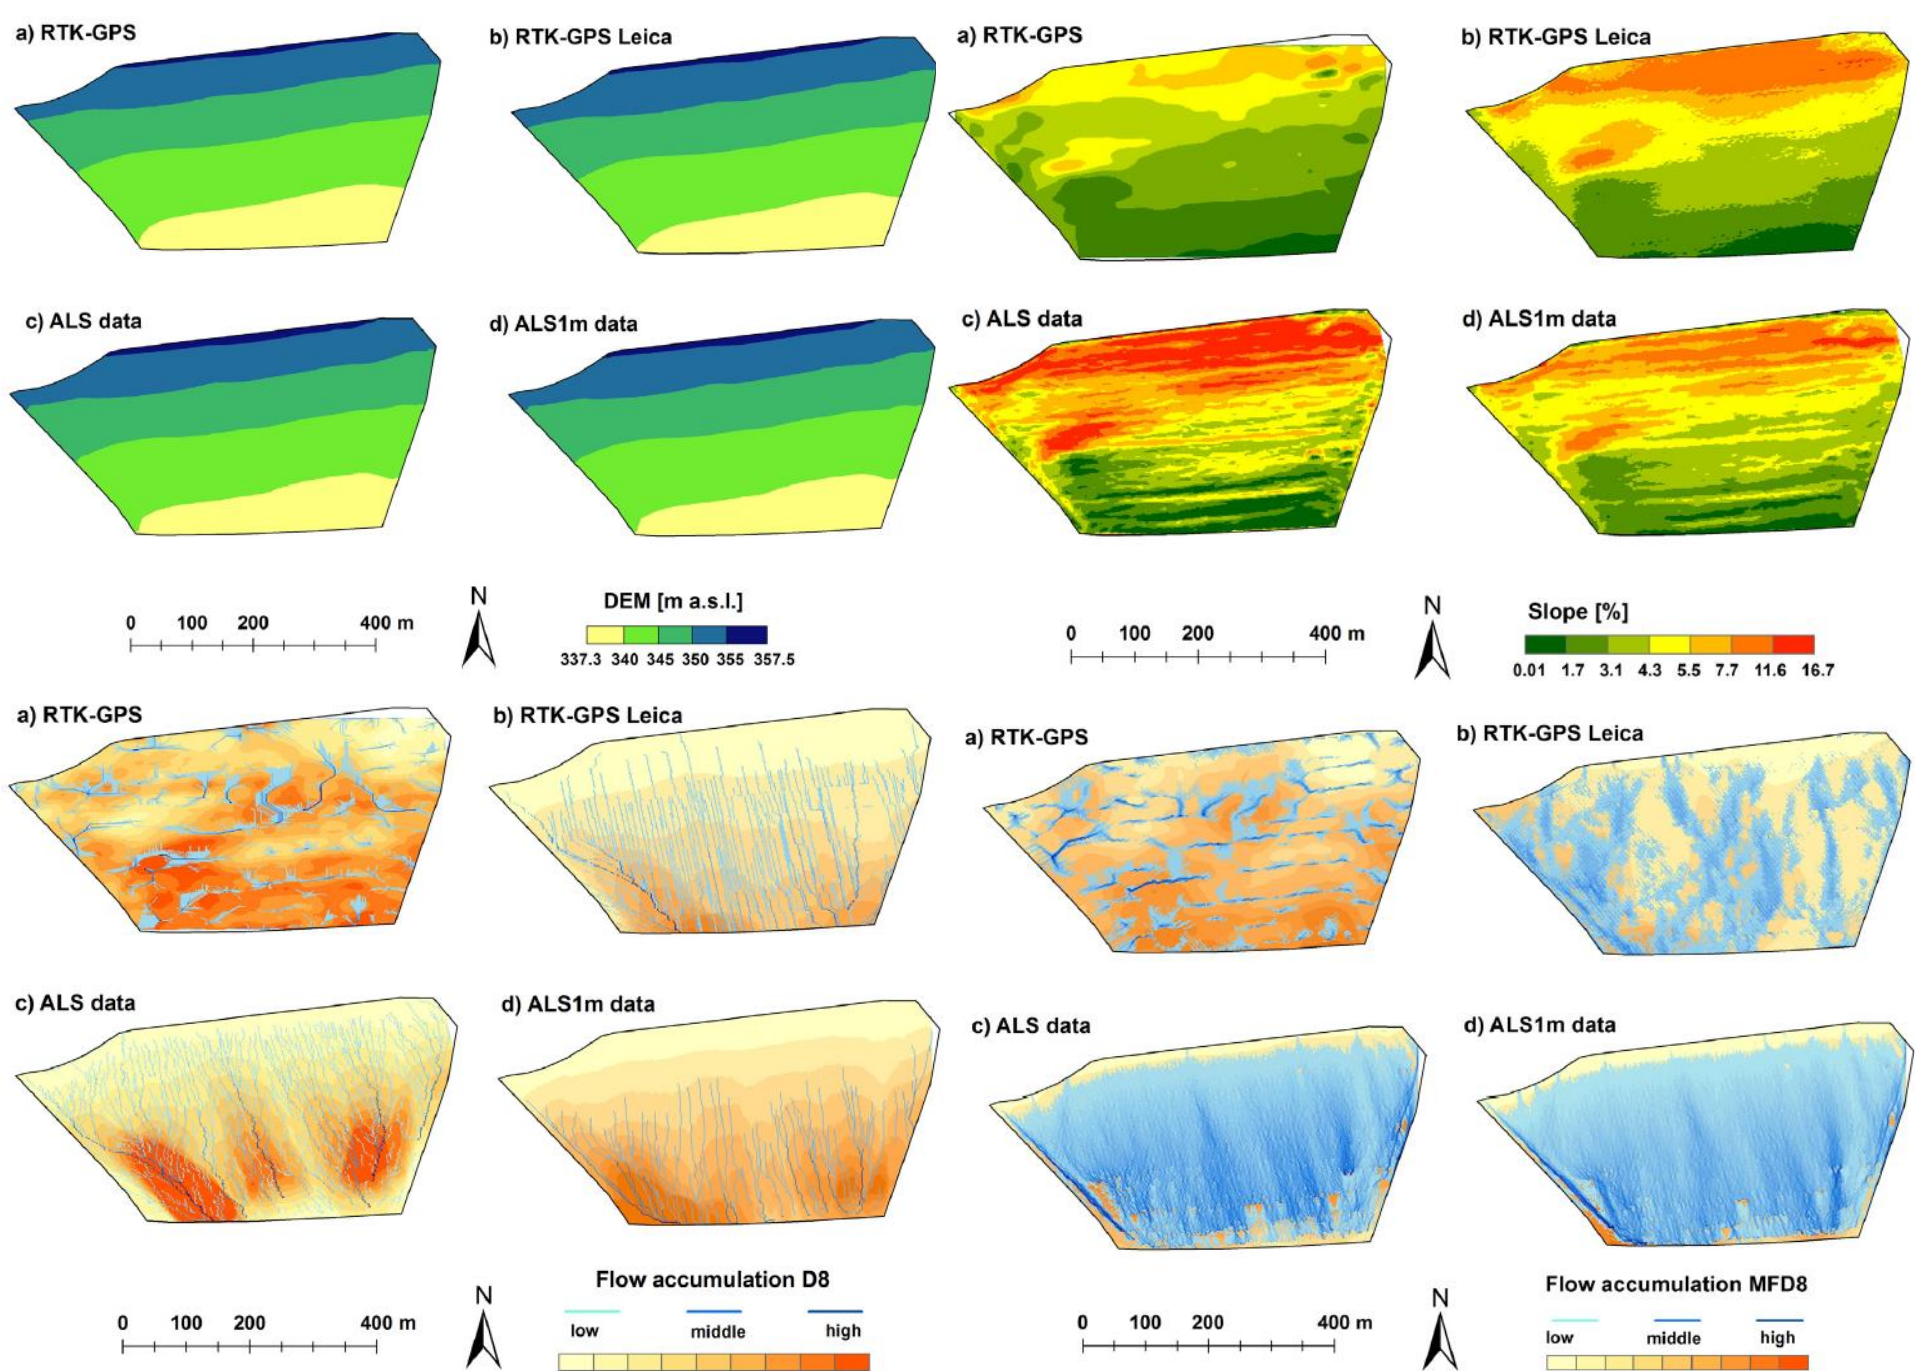 a) RTK-GPS
b) RTK-GPS Leica
c) ALS data
d) ALS1m data
0 100 200 400 m
N
DEM [m a.s.l.]
337.3 340 345 350 355 357.5
a) RTK-GPS
b) RTK-GPS Leica
c) ALS data
d) ALS1m data
0 100 200 400 m
N
Slope [%]
0.01 1.7 3.1 4.3 5.5 7.7 11.6 16.7
a) RTK-GPS
b) RTK-GPS Leica
c) ALS data
d) ALS1m data
0 100 200 400 m
N
Flow accumulation D8
low middle high
a) RTK-GPS
b) RTK-GPS Leica
c) ALS data
d) ALS1m data
0 100 200 400 m
N
Flow accumulation MFD8
low middle high